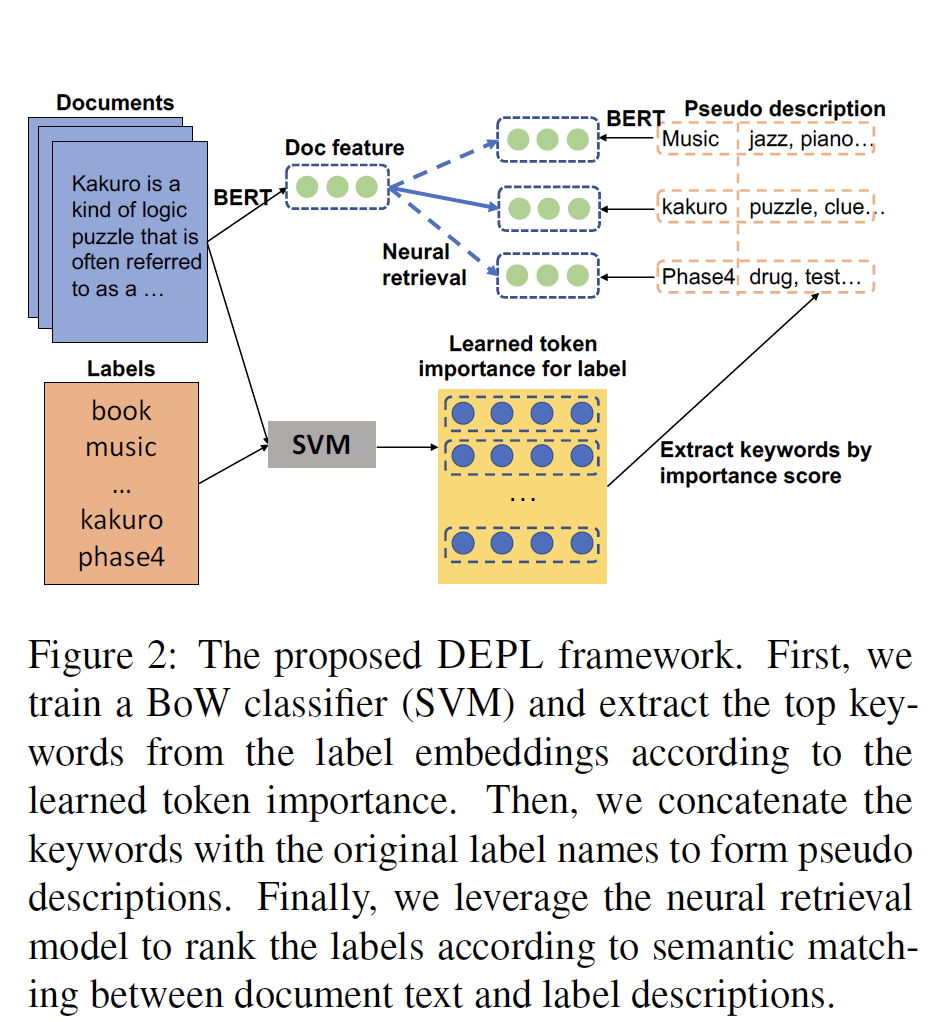 Documents
Kakuro is a
kind of logic
puzzle that is
often referred
to as a …
BERT
Doc feature
Neural
retrieval
BERT
Pseudo description
Music jazz, piano…
kakuro puzzle, clue…
Phase4 drug, test…
Labels
book
music
…
kakuro
phase4
SVM
Learned token
importance for label
…
Extract keywords by
importance score
Figure 2: The proposed DEPL framework. First, we
train a BoW classifier (SVM) and extract the top key-
words from the label embeddings according to the
learned token importance. Then, we concatenate the
keywords with the original label names to form pseudo
descriptions. Finally, we leverage the neural retrieval
model to rank the labels according to semantic match-
ing between document text and label descriptions.